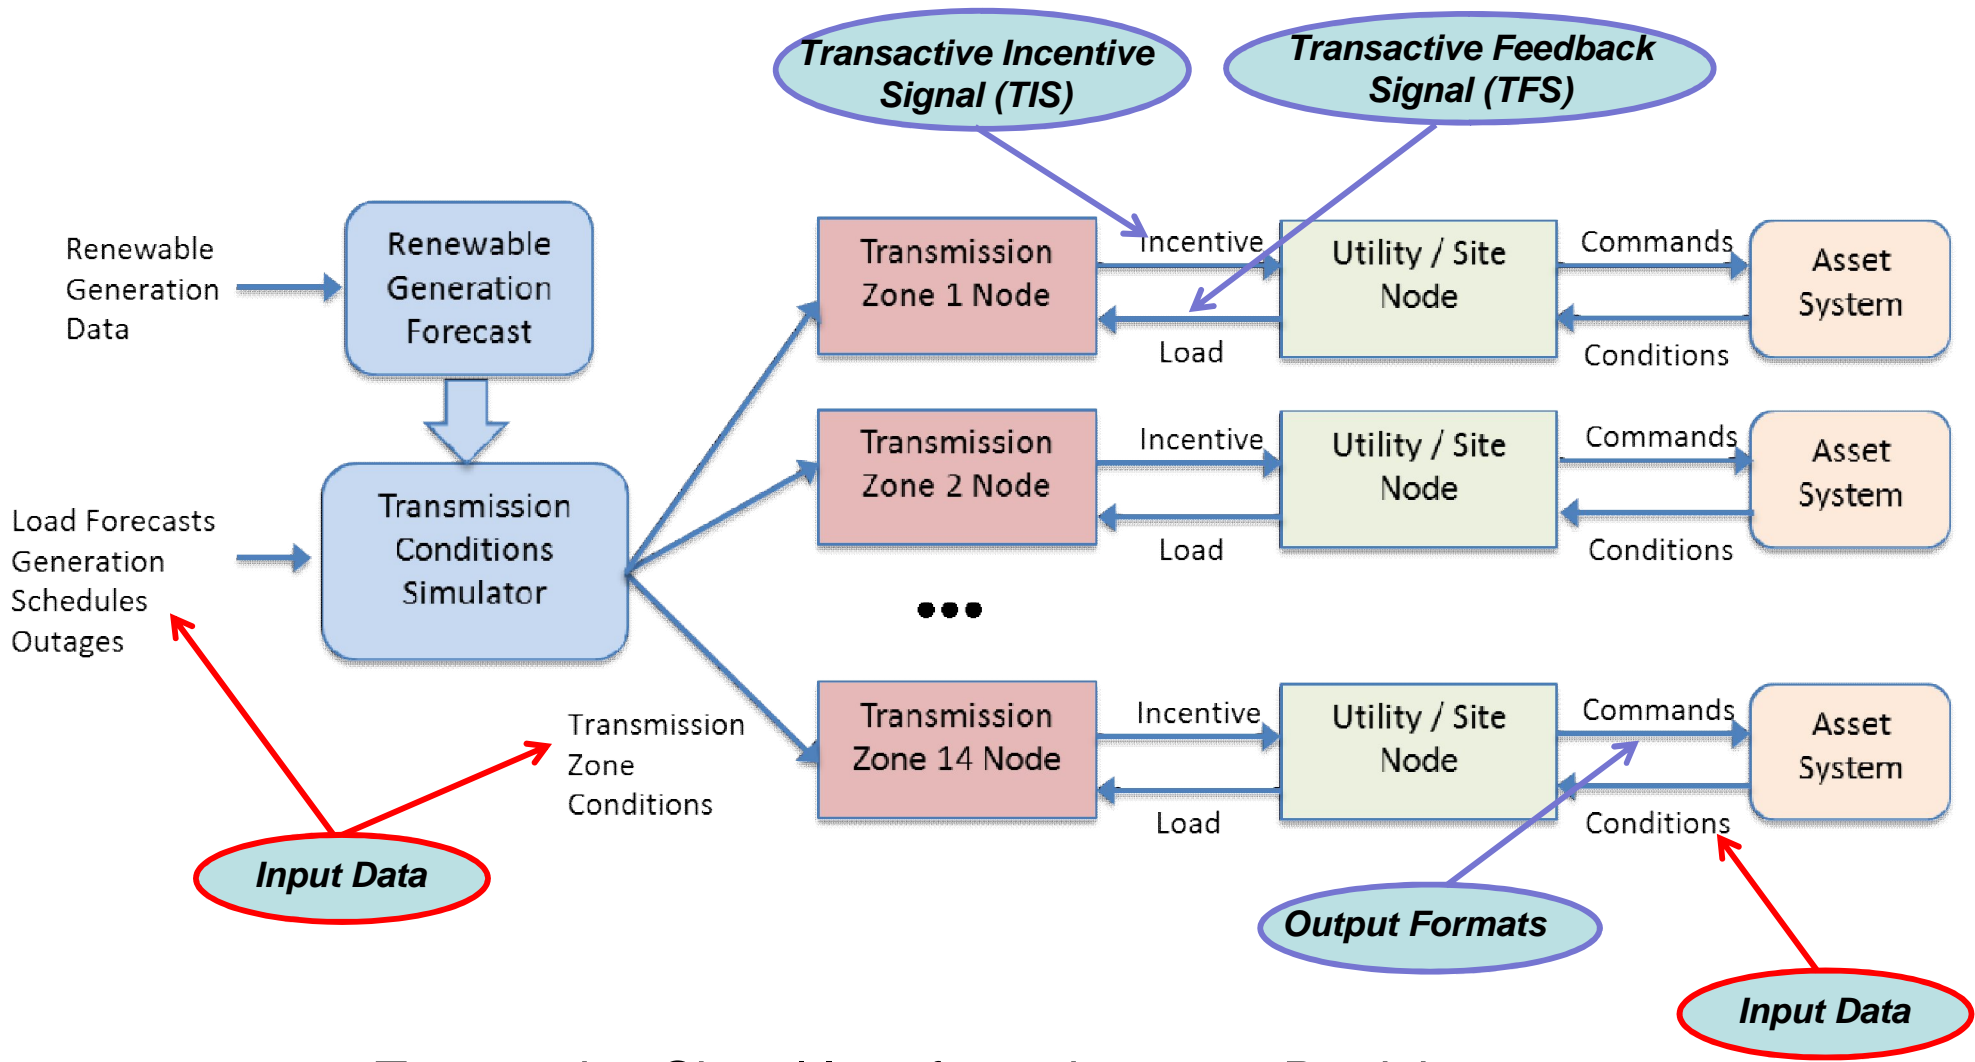 Transactive Incentive
Signal (TIS)
Transactive Feedback
Signal (TFS)
Renewable
Generation
Data
Renewable
Generation
Forecast
Transmission
Zone 1 Node
Incentive
Load
Utility / Site
Node
Commands
Conditions
Asset
System
Load Forecasts
Generation
Schedules
Outages
Transmission
Conditions
Simulator
Transmission
Zone 2 Node
Incentive
Load
Utility / Site
Node
Commands
Conditions
Asset
System
•••
Transmission
Zone
Conditions
Transmission
Zone 14 Node
Incentive
Load
Utility / Site
Node
Commands
Conditions
Asset
System
Input Data
Output Formats
Input Data